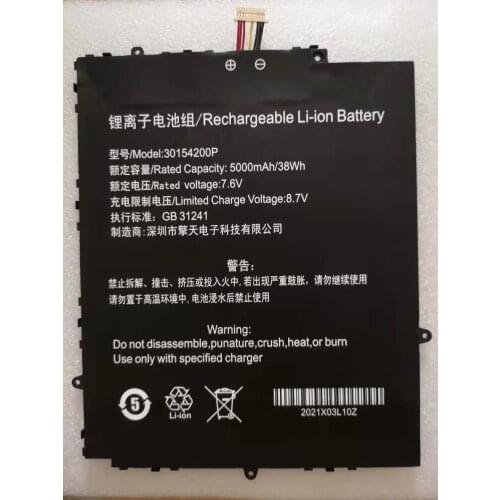 锂离子电池组/Rechargeable Li-ion Battery
型号/Model:30154200P
额定容量/Rated Capacity: 5000mAh/38Wh
额定电压/Rated voltage:7.6V
充电限制电压/Limited Charge Voltage:8.7V
执行标准: GB 31241
制造商:深圳市擎天电子科技有限公司
警告:
禁止拆解、撞击、挤压或投入火中,若出现严重鼓胀,请勿继续使用
请勿置于高温环境中,电池浸水后禁止使用
Warning:
Do not disassemble,punature,crush,heat,or burn
Use only with specified charger
5
Li-ion
2021X03L10Z